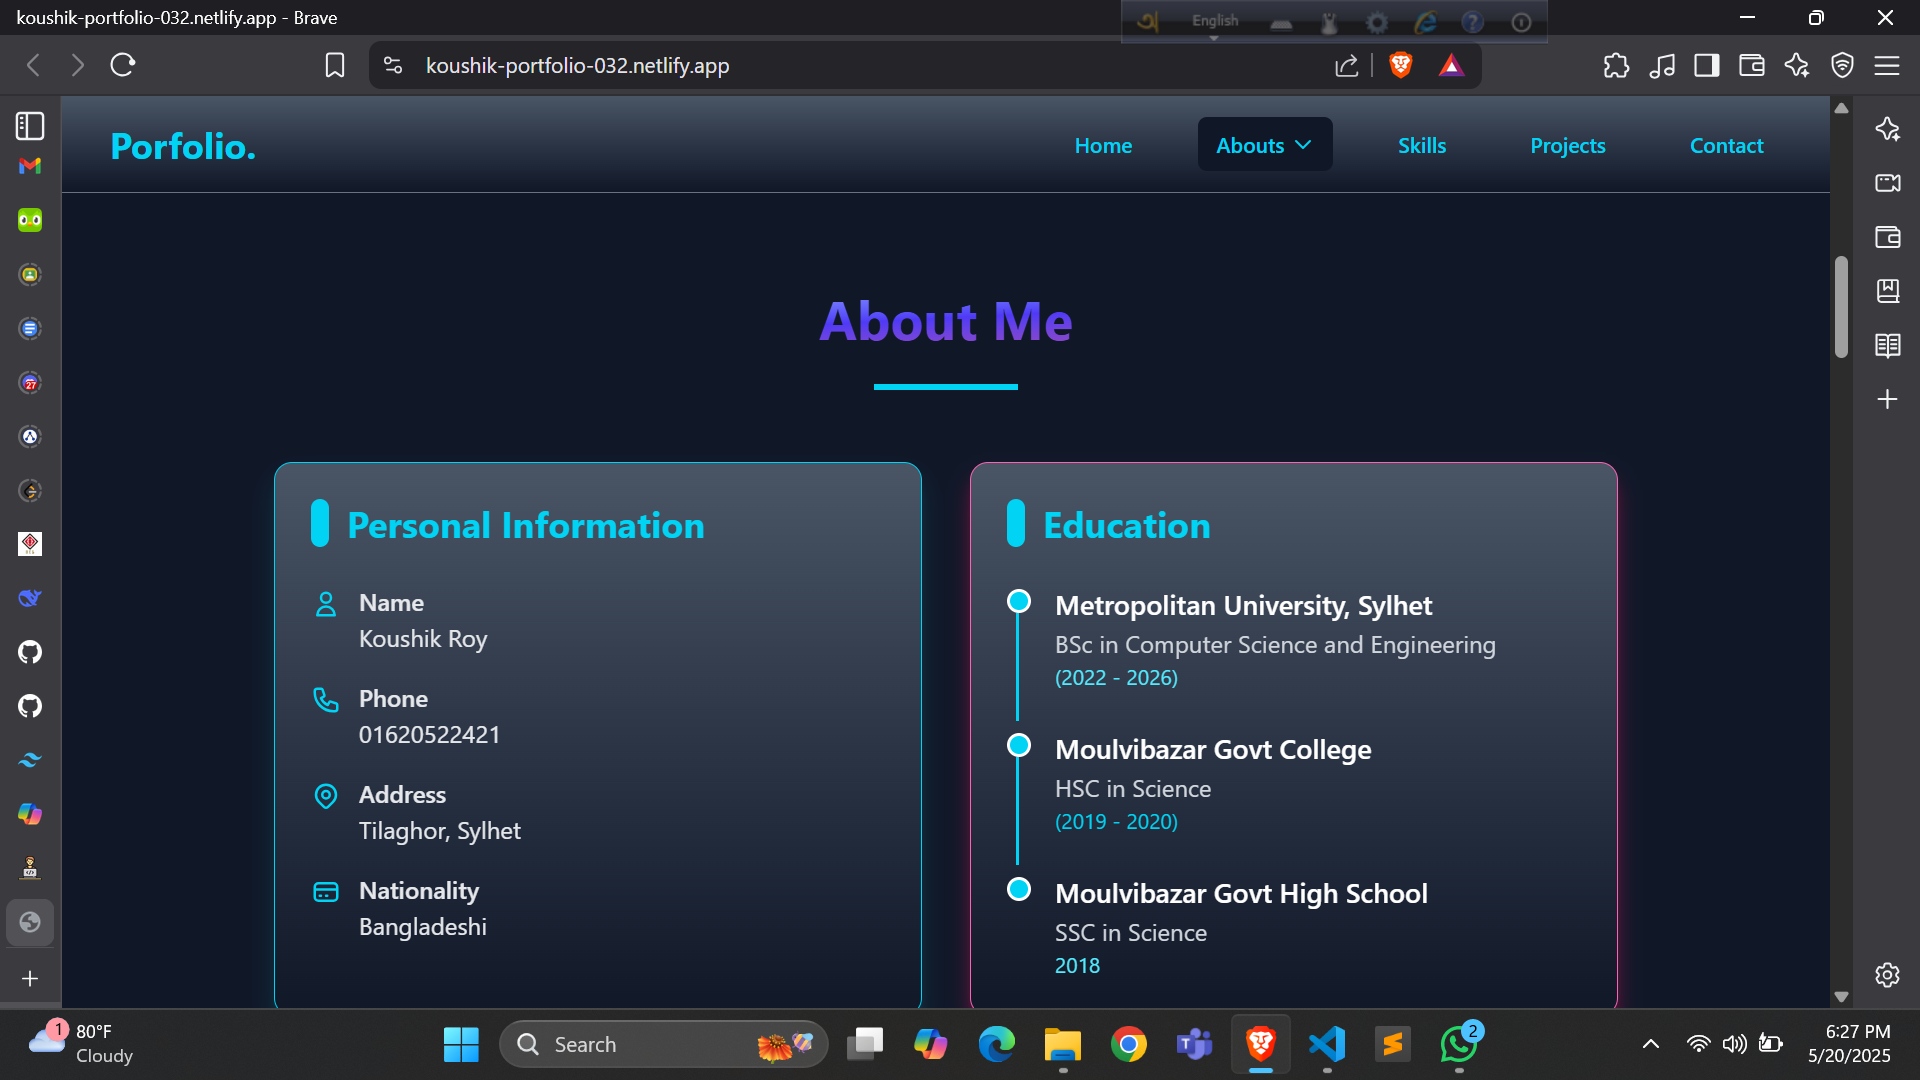 koushik-portfolio-032.netlify.app - Brave
English
koushik-portfolio-032.netlify.app
Porfolio.
Home
Abouts
Skills
Projects
Contact
About Me
Personal Information
Name
Koushik Roy
Phone
01620522421
Address
Tilaghor, Sylhet
Nationality
Bangladeshi
Education
Metropolitan University, Sylhet
BSc in Computer Science and Engineering
(2022 - 2026)
Moulvibazar Govt College
HSC in Science
(2019 - 2020)
Moulvibazar Govt High School
SSC in Science
2018
27
1
80°F
Cloudy
Search
2
6:27 PM
5/20/2025